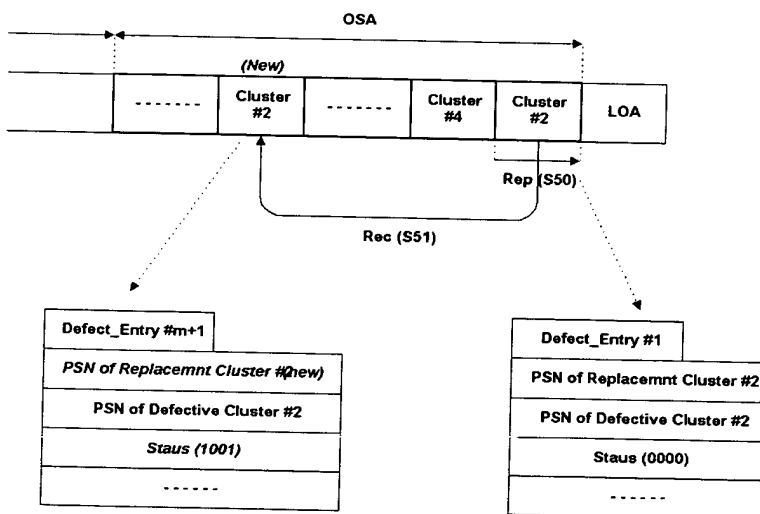 OSA
(New)
-------
Cluster
#2
-------
Cluster
#4
Cluster
#2
LOA
Rep (S50)
Rec (S51)
Defect_Entry #m+1
PSN of Replacemnt Cluster #2(new)
PSN of Defective Cluster #2
Staus (1001)
------
Defect_Entry #1
PSN of Replacemnt Cluster #2
PSN of Defective Cluster #2
Staus (0000)
------